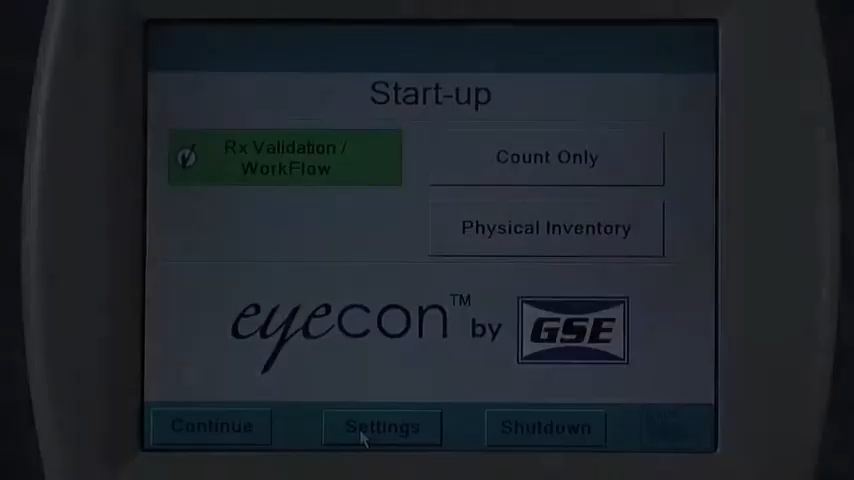 Start-up
Rx Validation /
WorkFlow
Count Only
Physical Inventory
eyecon™ by GSE
Continue
Settings
Shutdown